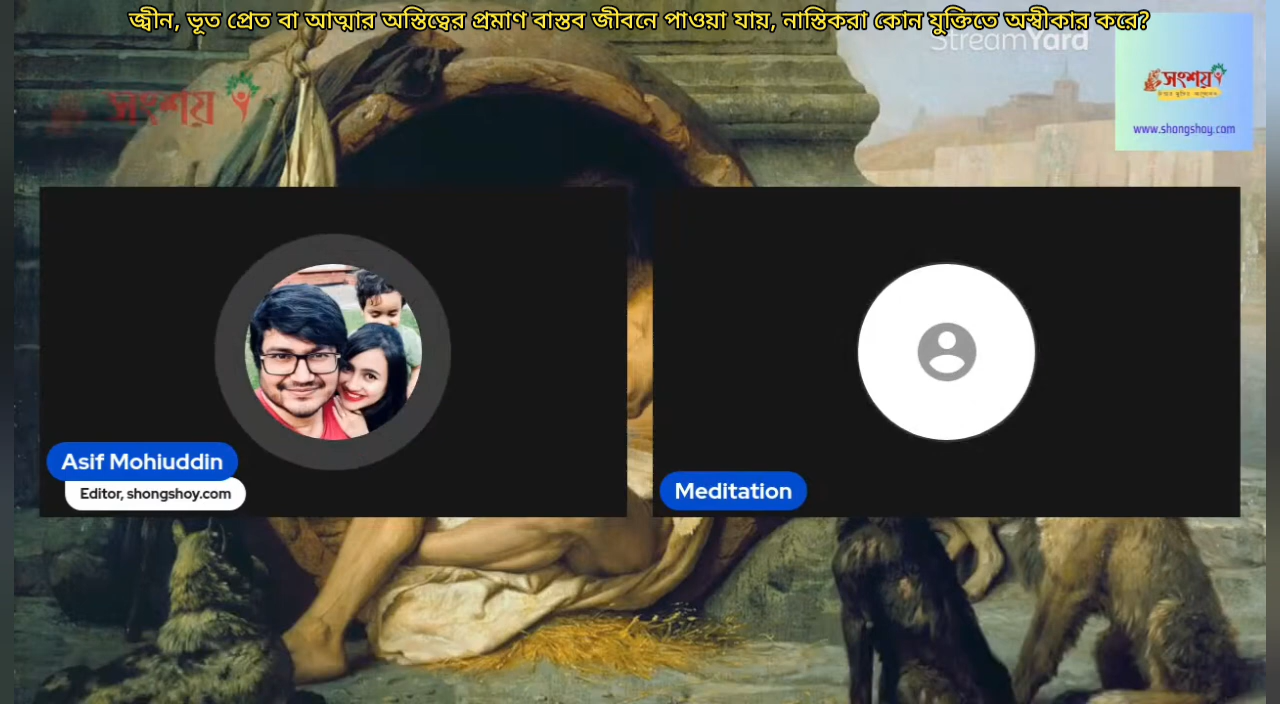 জ্বীন, ভূত প্রেত বা আত্মার অস্তিত্বের প্রমাণ বাস্তব জীবনে পাওয়া যায়, নাস্তিকরা কোন যুক্তিতে অস্বীকার করে?
StreamYard
সংশয়
সংশয়
www.shongshoy.com
Asif Mohiuddin
Editor, shongshoy.com
Meditation